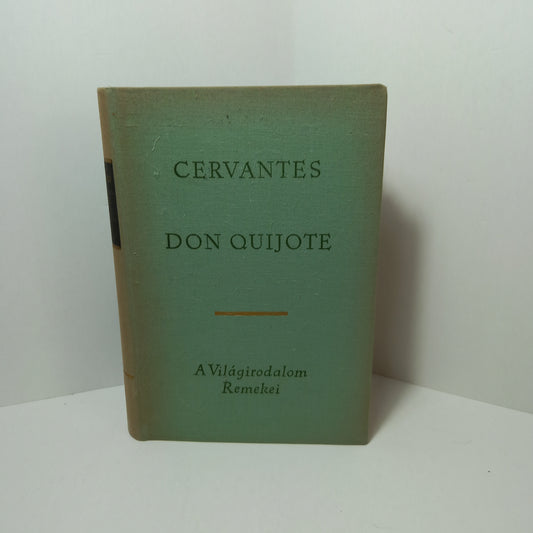 CERVANTES
DON QUIJOTE
A Világirodalom
Remekei